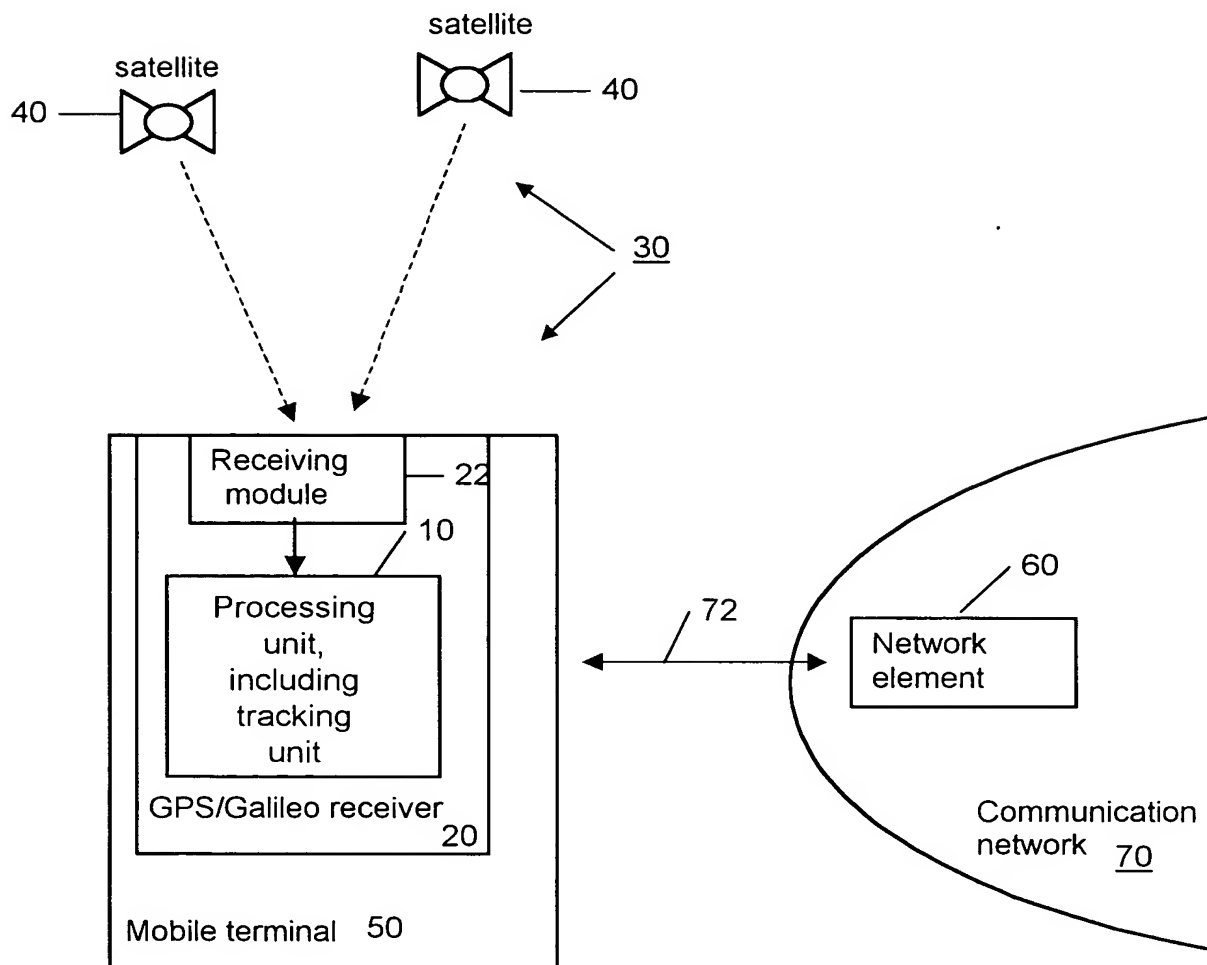 satellite
satellite
40
40
30
Receiving
module
22
10
Processing
unit,
including
tracking
unit
GPS/Galileo receiver
20
Mobile terminal 50
72
60
Network
element
Communication
network 70